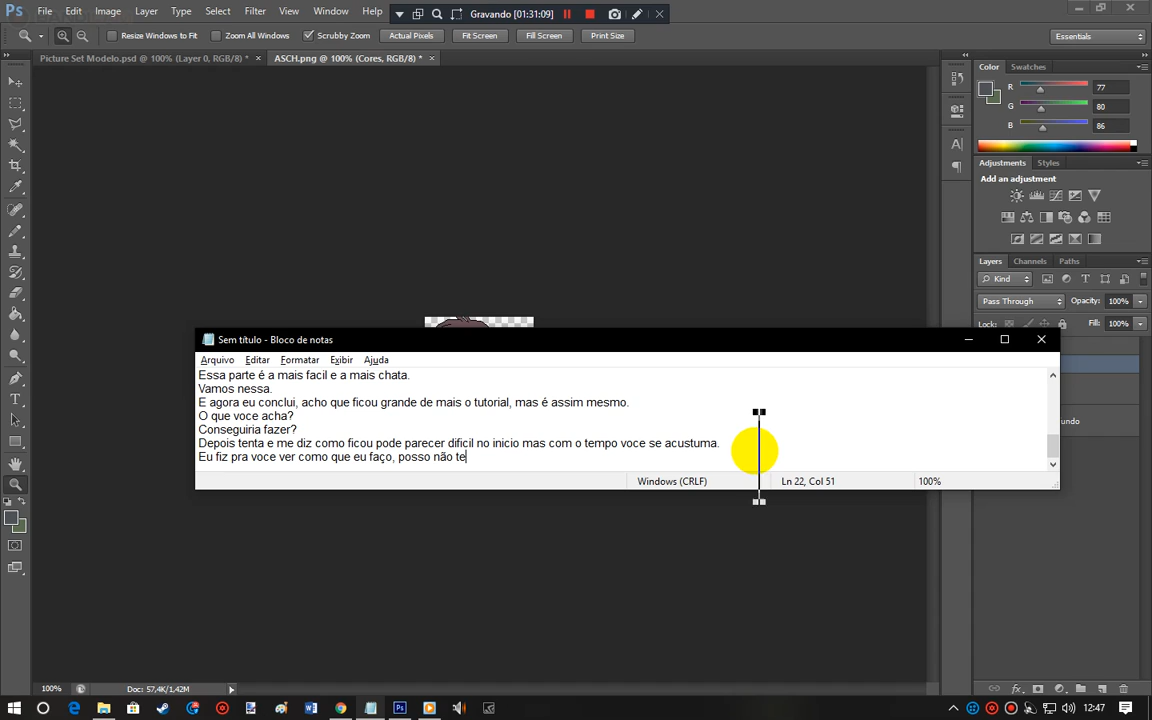 Ps File Edit Image Layer Type Select Filter View Window Help
Gravando [01:31:09]
Resize Windows to Fit Zoom All Windows Scrubby Zoom Actual Pixels Fit Screen Fill Screen Print Size Essentials
Picture Set Modelo.psd @ 100% (Layer 0, RGB/8) * × ASCH.png @ 100% (Cores, RGB/8) * ×
Color Swatches
R 77
G 80
B 86
Adjustments Styles
Add an adjustment
Layers Channels Paths
Kind
Pass Through Opacity: 100%
Lock: Fill: 100%
undo
Sem título - Bloco de notas
Arquivo Editar Formatar Exibir Ajuda
Essa parte é a mais facil e a mais chata.
Vamos nessa.
E agora eu conclui, acho que ficou grande de mais o tutorial, mas é assim mesmo.
O que voce acha?
Conseguiria fazer?
Depois tenta e me diz como ficou pode parecer dificil no inicio mas com o tempo voce se acustuma.
Eu fiz pra voce ver como que eu faço, posso não te
Windows (CRLF) Ln 22, Col 51 100%
100% Doc: 57,4K/1,42M
12:47